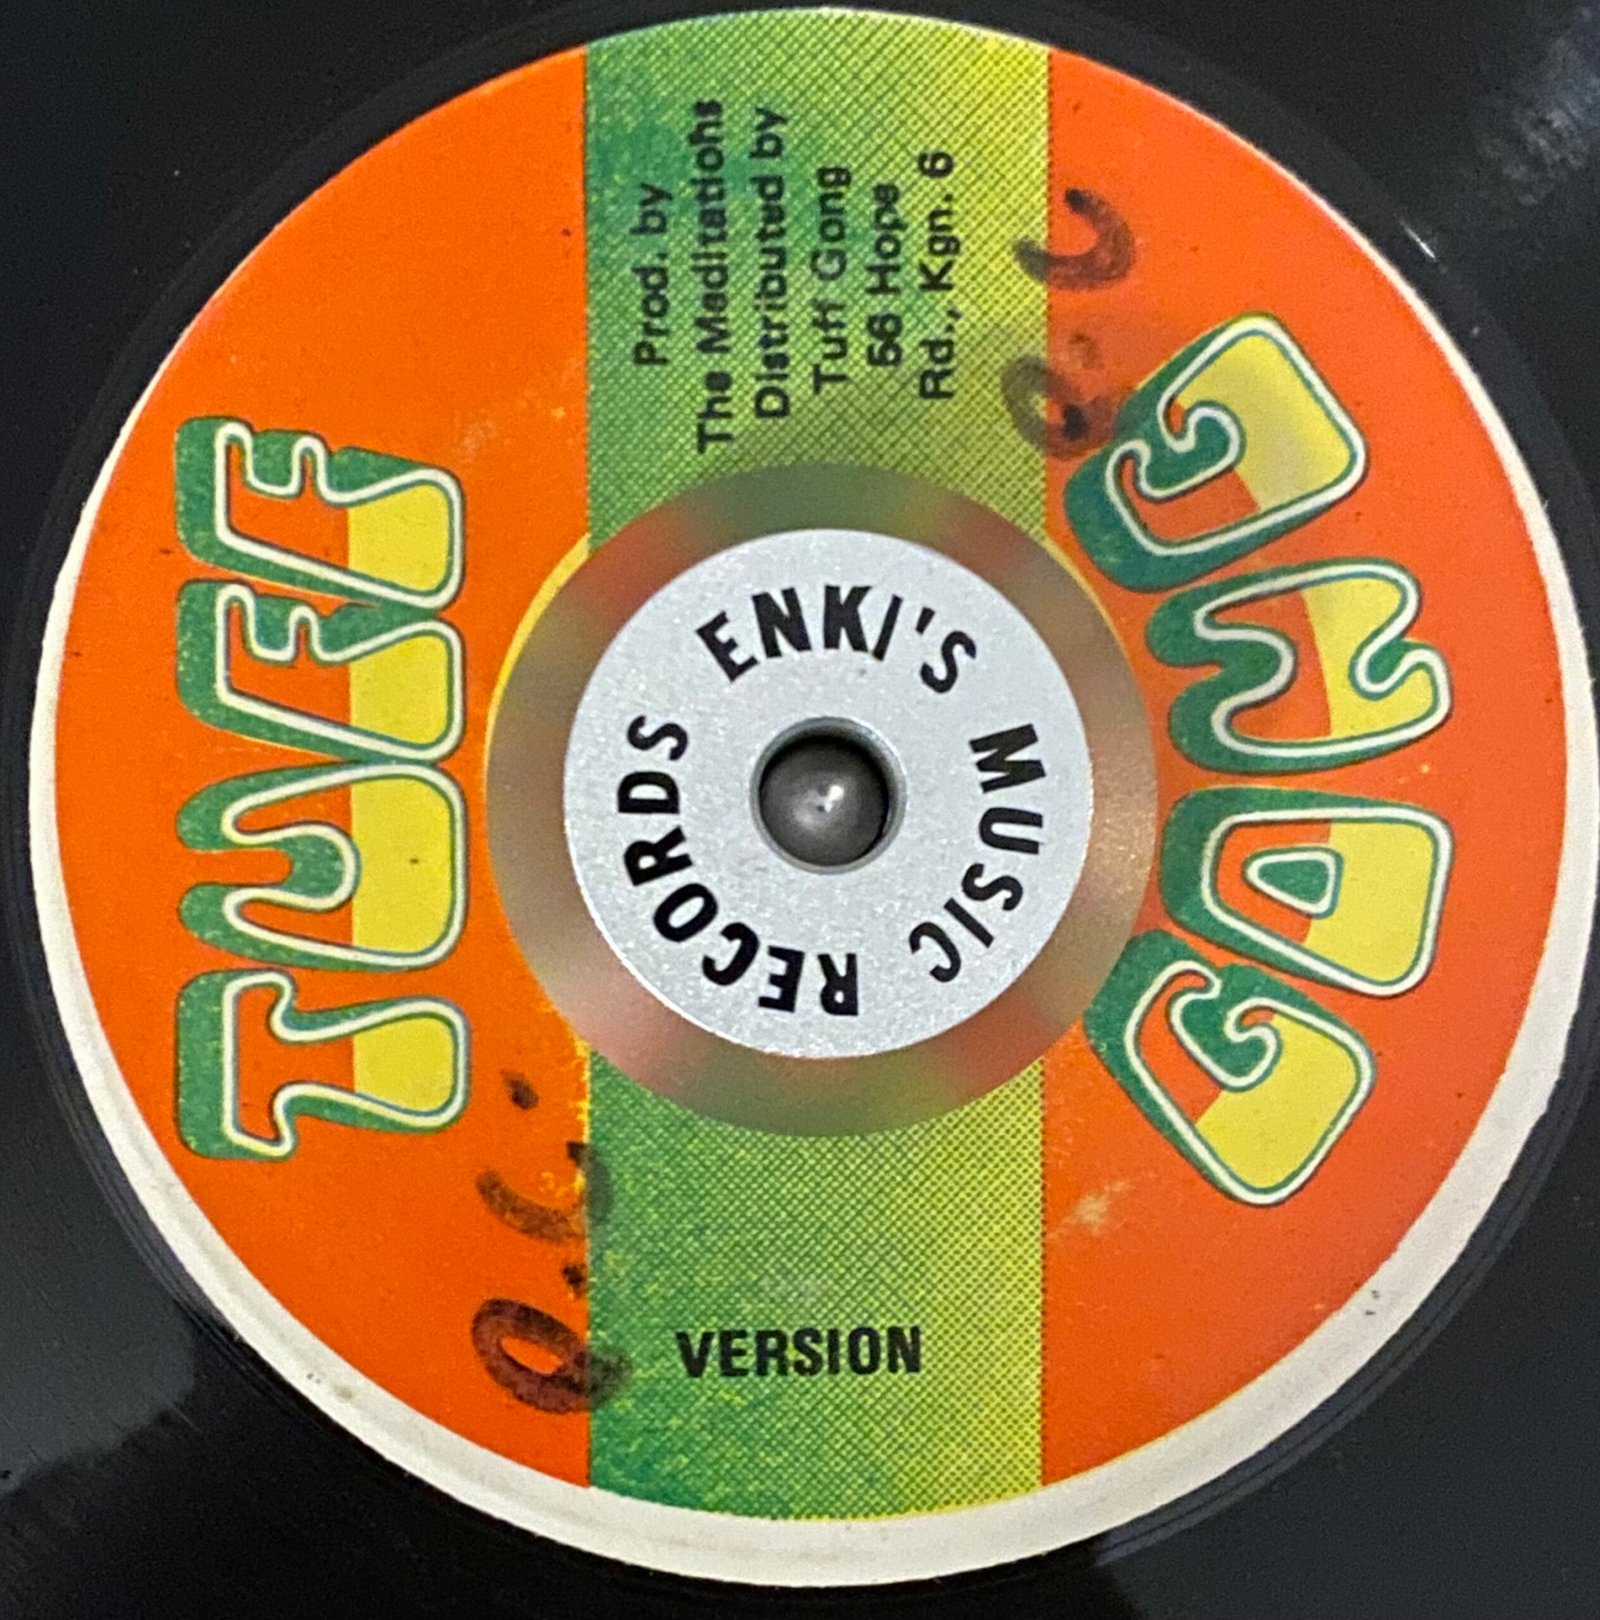 TUFF
GONG
Prod. by
The Meditations
Distributed by
Tuff Gong
56 Hope
Rd., Kgn. 6
ENKI'S MUSIC RECORDS
VERSION